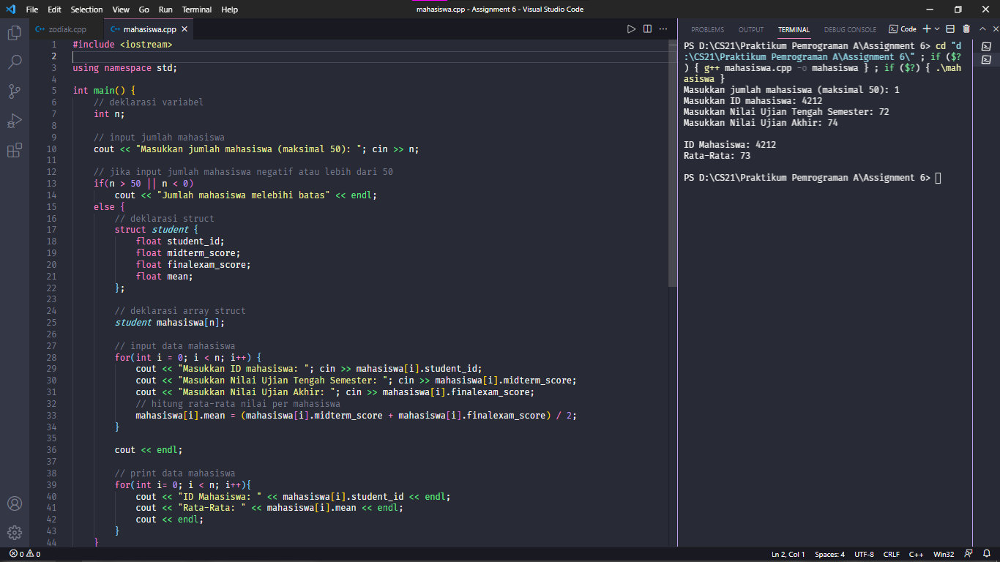 File Edit Selection View Go Run Terminal Help
mahasiswa.cpp - Assignment 6 - Visual Studio Code
C++ zodiak.cpp
C++ mahasiswa.cpp
1 #include <iostream>
2
3 using namespace std;
4
5 int main() {
6 // deklarasi variabel
7 int n;
8
9 // input jumlah mahasiswa
10 cout << "Masukkan jumlah mahasiswa (maksimal 50): "; cin >> n;
11
12 // jika input jumlah mahasiswa negatif atau lebih dari 50
13 if(n > 50 || n < 0)
14 cout << "Jumlah mahasiswa melebihi batas" << endl;
15 else {
16 // deklarasi struct
17 struct student {
18 float student_id;
19 float midterm_score;
20 float finalexam_score;
21 float mean;
22 };
23
24 // deklarasi array struct
25 student mahasiswa[n];
26
27 // input data mahasiswa
28 for(int i = 0; i < n; i++) {
29 cout << "Masukkan ID mahasiswa: "; cin >> mahasiswa[i].student_id;
30 cout << "Masukkan Nilai Ujian Tengah Semester: "; cin >> mahasiswa[i].midterm_score;
31 cout << "Masukkan Nilai Ujian Akhir: "; cin >> mahasiswa[i].finalexam_score;
32 // hitung rata-rata nilai per mahasiswa
33 mahasiswa[i].mean = (mahasiswa[i].midterm_score + mahasiswa[i].finalexam_score) / 2;
34 }
35
36 cout << endl;
37
38 // print data mahasiswa
39 for(int i= 0; i < n; i++){
40 cout << "ID Mahasiswa: " << mahasiswa[i].student_id << endl;
41 cout << "Rata-Rata: " << mahasiswa[i].mean << endl;
42 cout << endl;
43 }
44 }
PROBLEMS OUTPUT TERMINAL DEBUG CONSOLE Code
PS D:\CS21\Praktikum Pemrograman A\Assignment 6> cd "d
:\CS21\Praktikum Pemrograman A\Assignment 6\" ; if ($?
) { g++ mahasiswa.cpp -o mahasiswa } ; if ($?) { .\mah
asiswa }
Masukkan jumlah mahasiswa (maksimal 50): 1
Masukkan ID mahasiswa: 4212
Masukkan Nilai Ujian Tengah Semester: 72
Masukkan Nilai Ujian Akhir: 74
ID Mahasiswa: 4212
Rata-Rata: 73
PS D:\CS21\Praktikum Pemrograman A\Assignment 6>
0 0
Ln 2, Col 1 Spaces: 4 UTF-8 CRLF C++ Win32